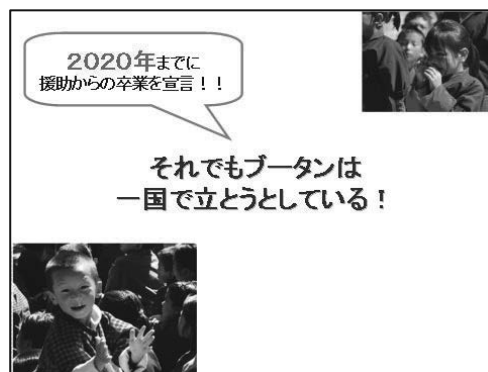 2020年までに
援助からの卒業を宣言！！
それでもブータンは
一国で立とうとしている！